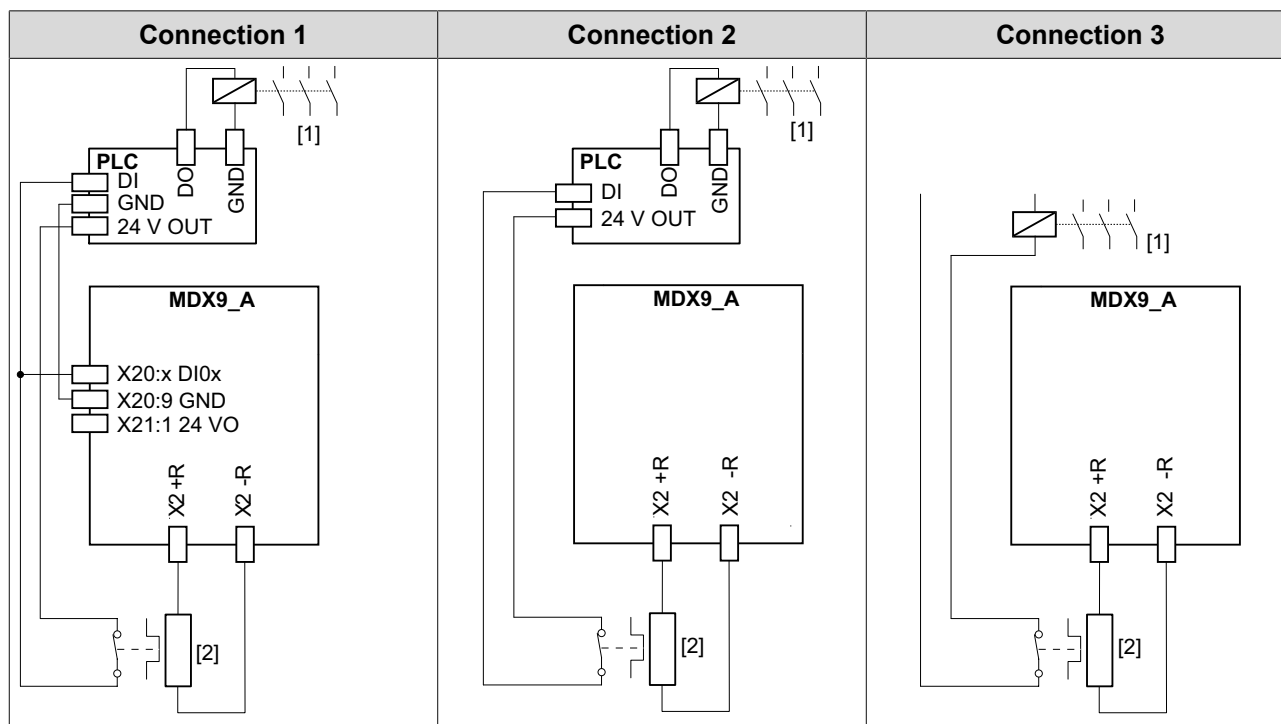 Connection 1
Connection 2
Connection 3
[1]
PLC
DO
GND
DI
GND
24 V OUT
MDX9_A
X20:x DI0x
X20:9 GND
X21:1 24 VO
X2 +R
X2 -R
[2]
[1]
PLC
DO
GND
DI
24 V OUT
MDX9_A
X2 +R
X2 -R
[2]
[1]
MDX9_A
X2 +R
X2 -R
[2]